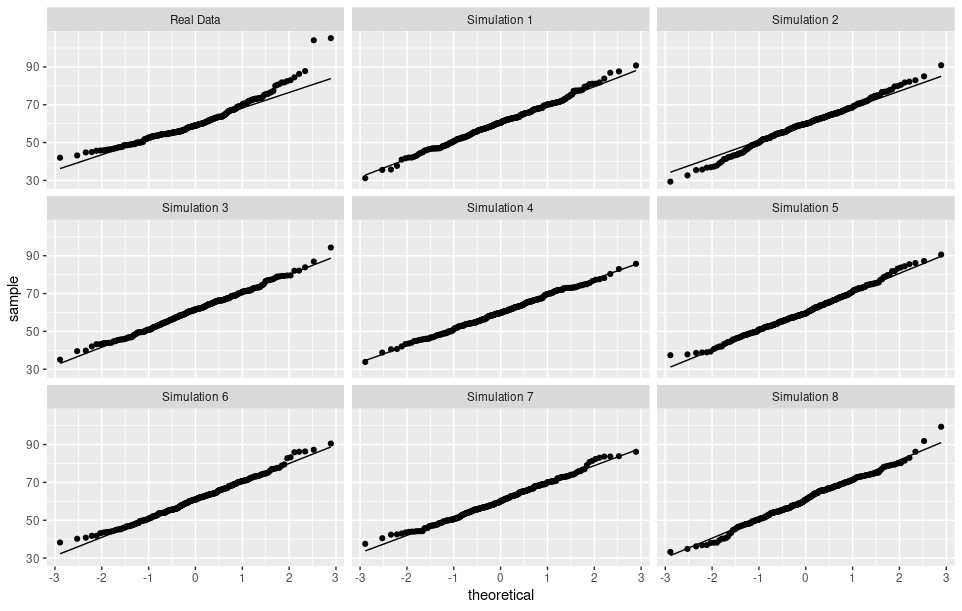 Real Data Simulation 1 Simulation 2
90
70
50
30
Simulation 3 Simulation 4 Simulation 5
sample
90
70
50
30
Simulation 6 Simulation 7 Simulation 8
90
70
50
30
-3 -2 -1 0 1 2 3 -3 -2 -1 0 1 2 3 -3 -2 -1 0 1 2 3
theoretical